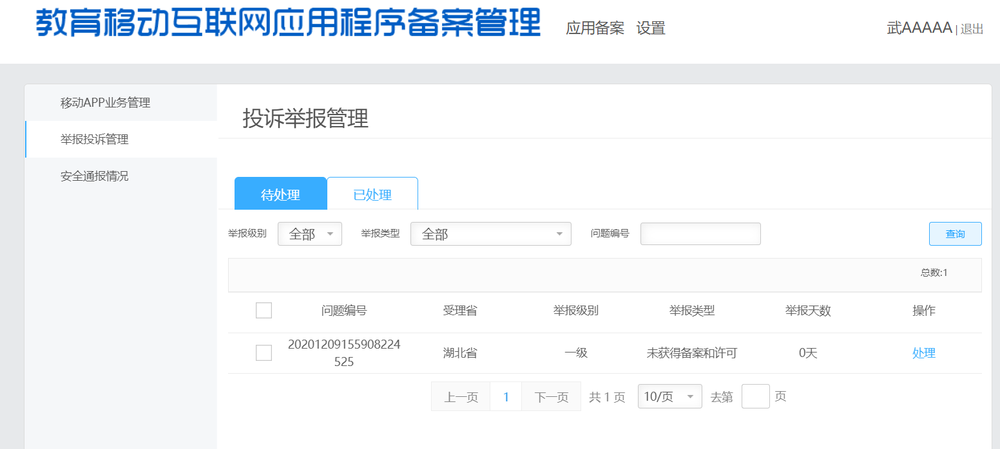 教育移动互联网应用程序备案管理 应用备案 设置 武AAAAA | 退出
移动APP业务管理
举报投诉管理
安全通报情况
投诉举报管理
待处理 已处理
举报级别 全部 举报类型 全部 问题编号 查询
总数:1
问题编号 受理省 举报级别 举报类型 举报天数 操作
20201209155908224
525 湖北省 一级 未获得备案和许可 0天 处理
上一页 1 下一页 共 1 页 10/页 去第 页